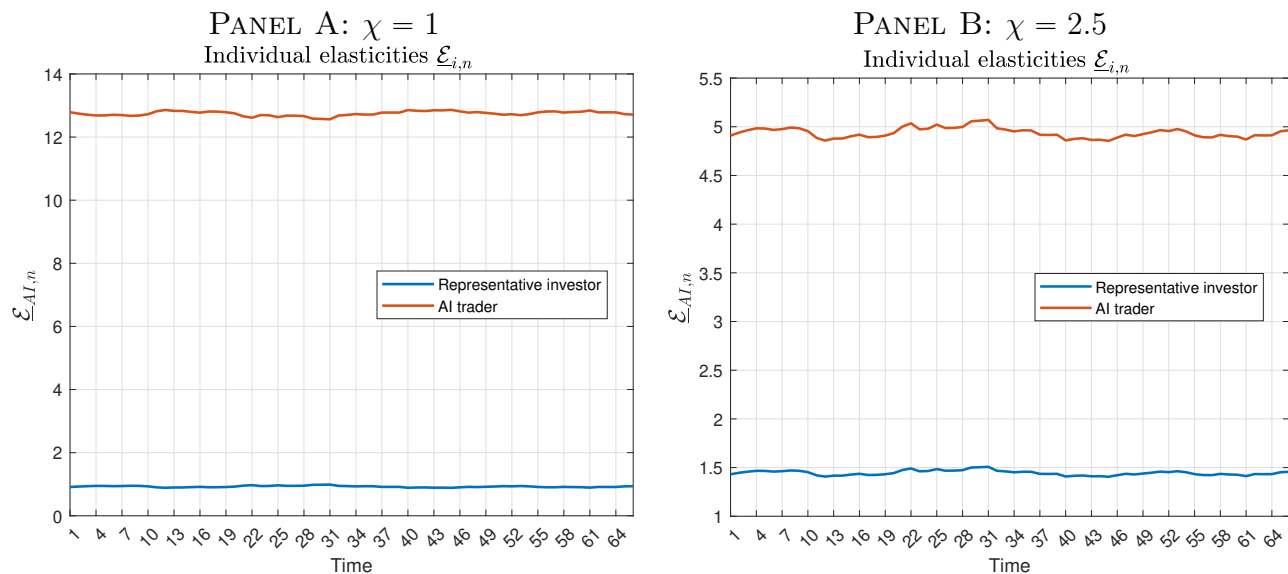 PANEL A: χ = 1
Individual elasticities ℰ_{i,n}
14
12
10
8
6
4
2
0
ℰ_{AI,n}
Representative investor
AI trader
1 4 7 10 13 16 19 22 25 28 31 34 37 40 43 46 49 52 55 58 61 64
Time
PANEL B: χ = 2.5
Individual elasticities ℰ_{i,n}
5.5
5
4.5
4
3.5
3
2.5
2
1.5
1
ℰ_{AI,n}
Representative investor
AI trader
1 4 7 10 13 16 19 22 25 28 31 34 37 40 43 46 49 52 55 58 61 64
Time